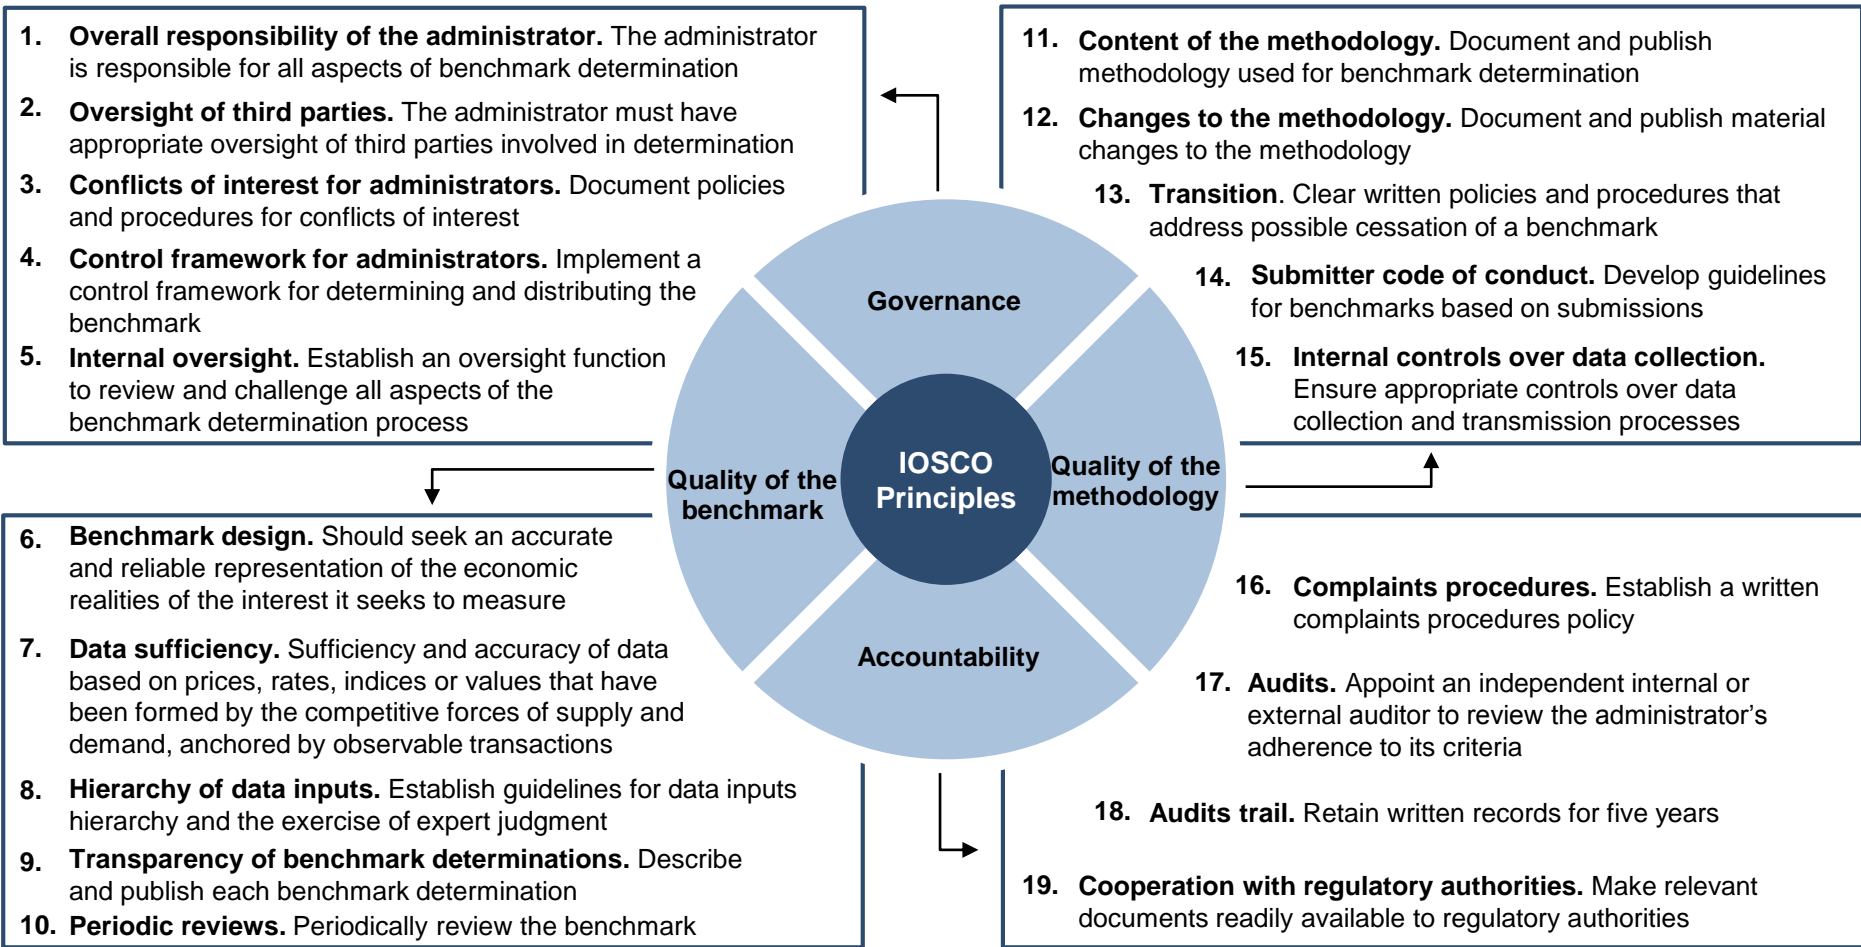 1. Overall responsibility of the administrator. The administrator
is responsible for all aspects of benchmark determination
2. Oversight of third parties. The administrator must have
appropriate oversight of third parties involved in determination
3. Conflicts of interest for administrators. Document policies
and procedures for conflicts of interest
4. Control framework for administrators. Implement a
control framework for determining and distributing the
benchmark
5. Internal oversight. Establish an oversight function
to review and challenge all aspects of the
benchmark determination process
11. Content of the methodology. Document and publish
methodology used for benchmark determination
12. Changes to the methodology. Document and publish material
changes to the methodology
13. Transition. Clear written policies and procedures that
address possible cessation of a benchmark
14. Submitter code of conduct. Develop guidelines
for benchmarks based on submissions
15. Internal controls over data collection.
Ensure appropriate controls over data
collection and transmission processes
Governance
Quality of the
benchmark
IOSCO
Principles
Quality of the
methodology
Accountability
6. Benchmark design. Should seek an accurate
and reliable representation of the economic
realities of the interest it seeks to measure
7. Data sufficiency. Sufficiency and accuracy of data
based on prices, rates, indices or values that have
been formed by the competitive forces of supply and
demand, anchored by observable transactions
8. Hierarchy of data inputs. Establish guidelines for data inputs
hierarchy and the exercise of expert judgment
9. Transparency of benchmark determinations. Describe
and publish each benchmark determination
10. Periodic reviews. Periodically review the benchmark
16. Complaints procedures. Establish a written
complaints procedures policy
17. Audits. Appoint an independent internal or
external auditor to review the administrator’s
adherence to its criteria
18. Audits trail. Retain written records for five years
19. Cooperation with regulatory authorities. Make relevant
documents readily available to regulatory authorities